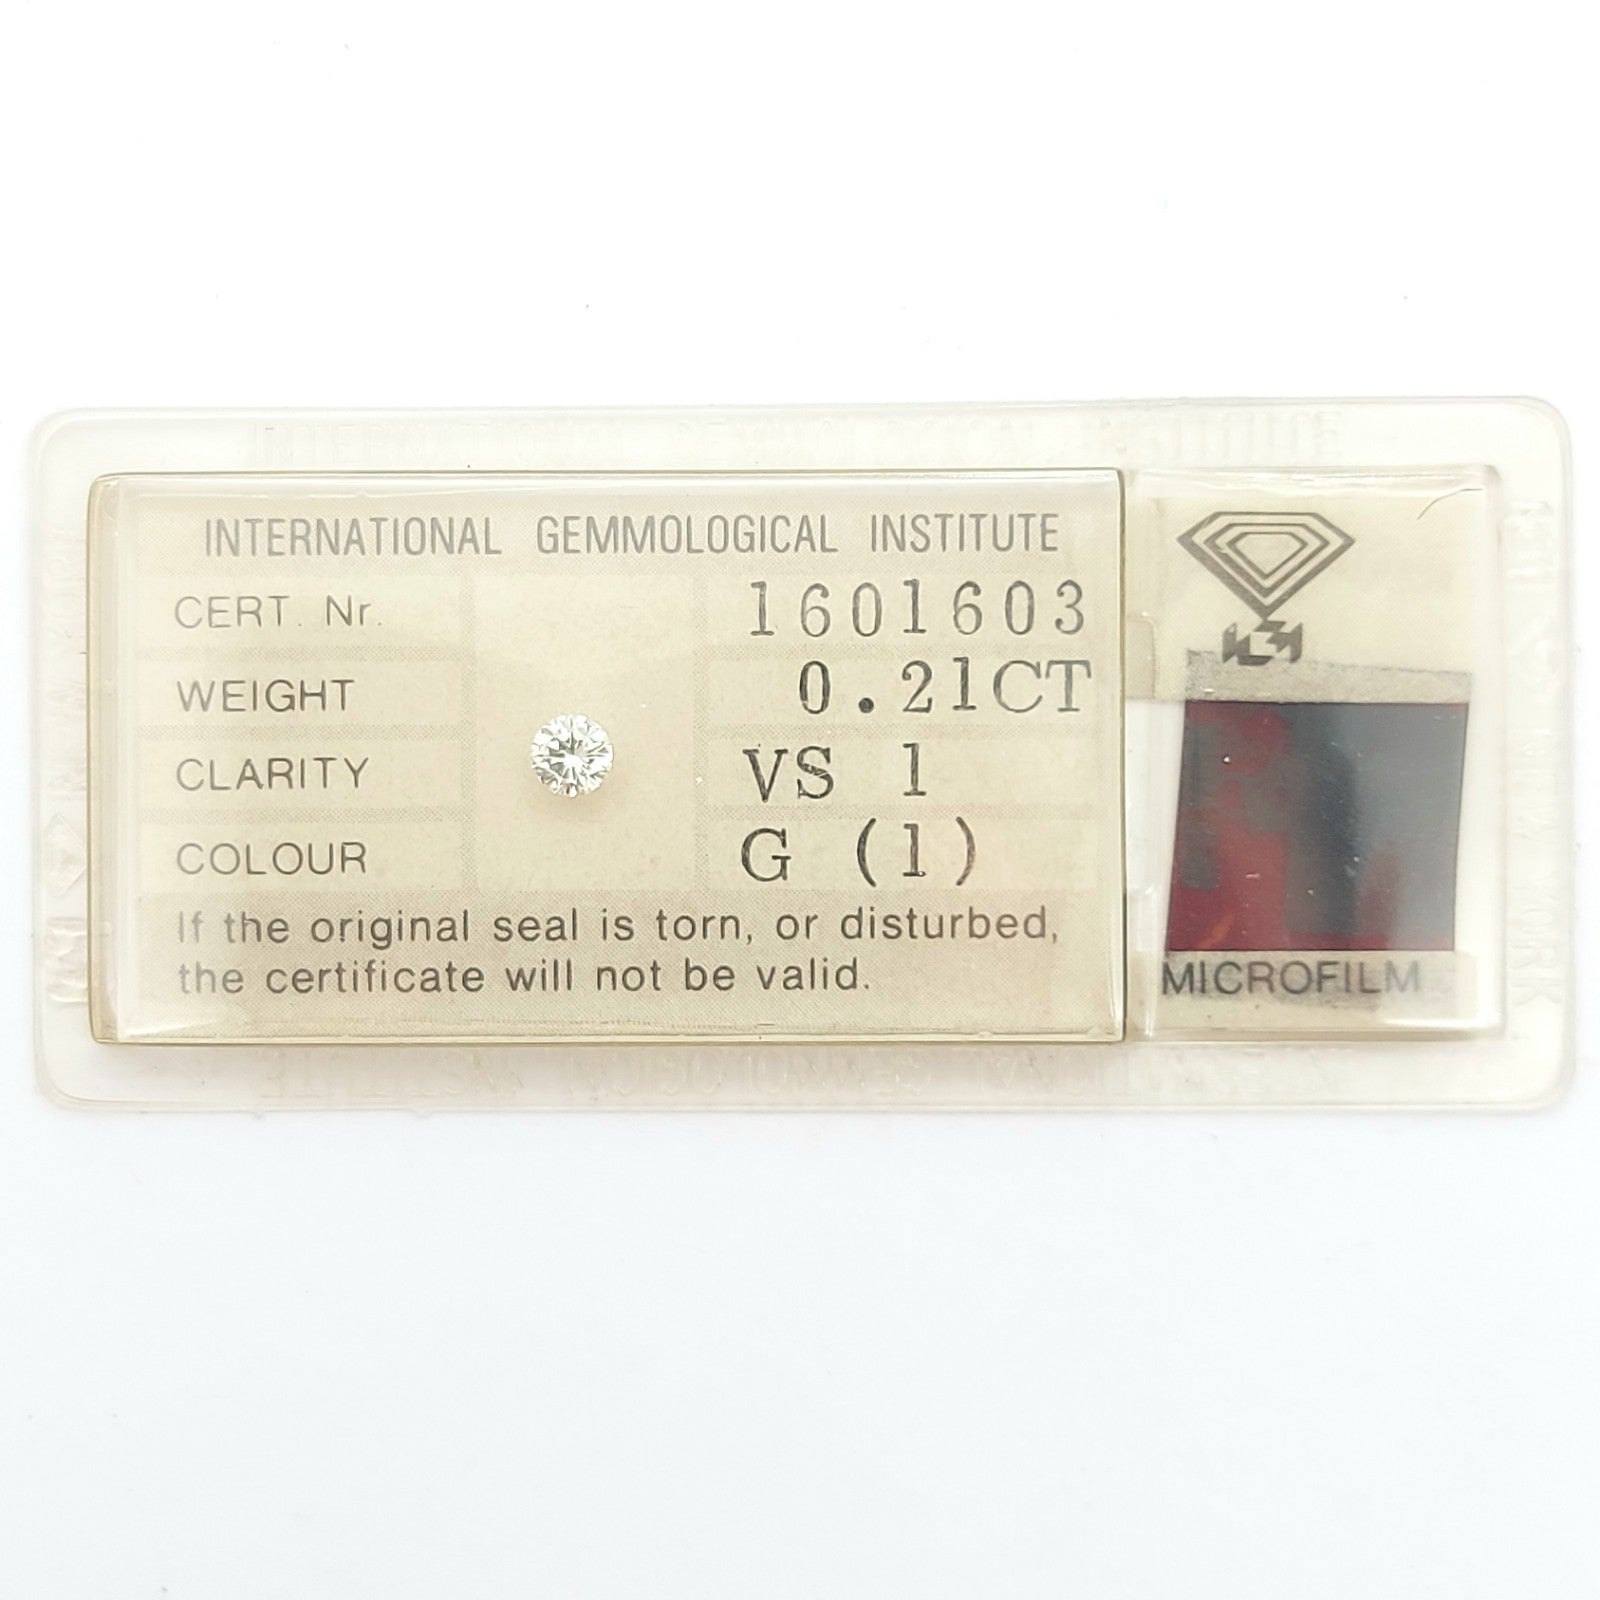 INTERNATIONAL GEMMOLOGICAL INSTITUTE
CERT. Nr. 1601603
WEIGHT 0.21CT
CLARITY VS 1
COLOUR G (1)
If the original seal is torn, or disturbed,
the certificate will not be valid.
IGI
MICROFILM